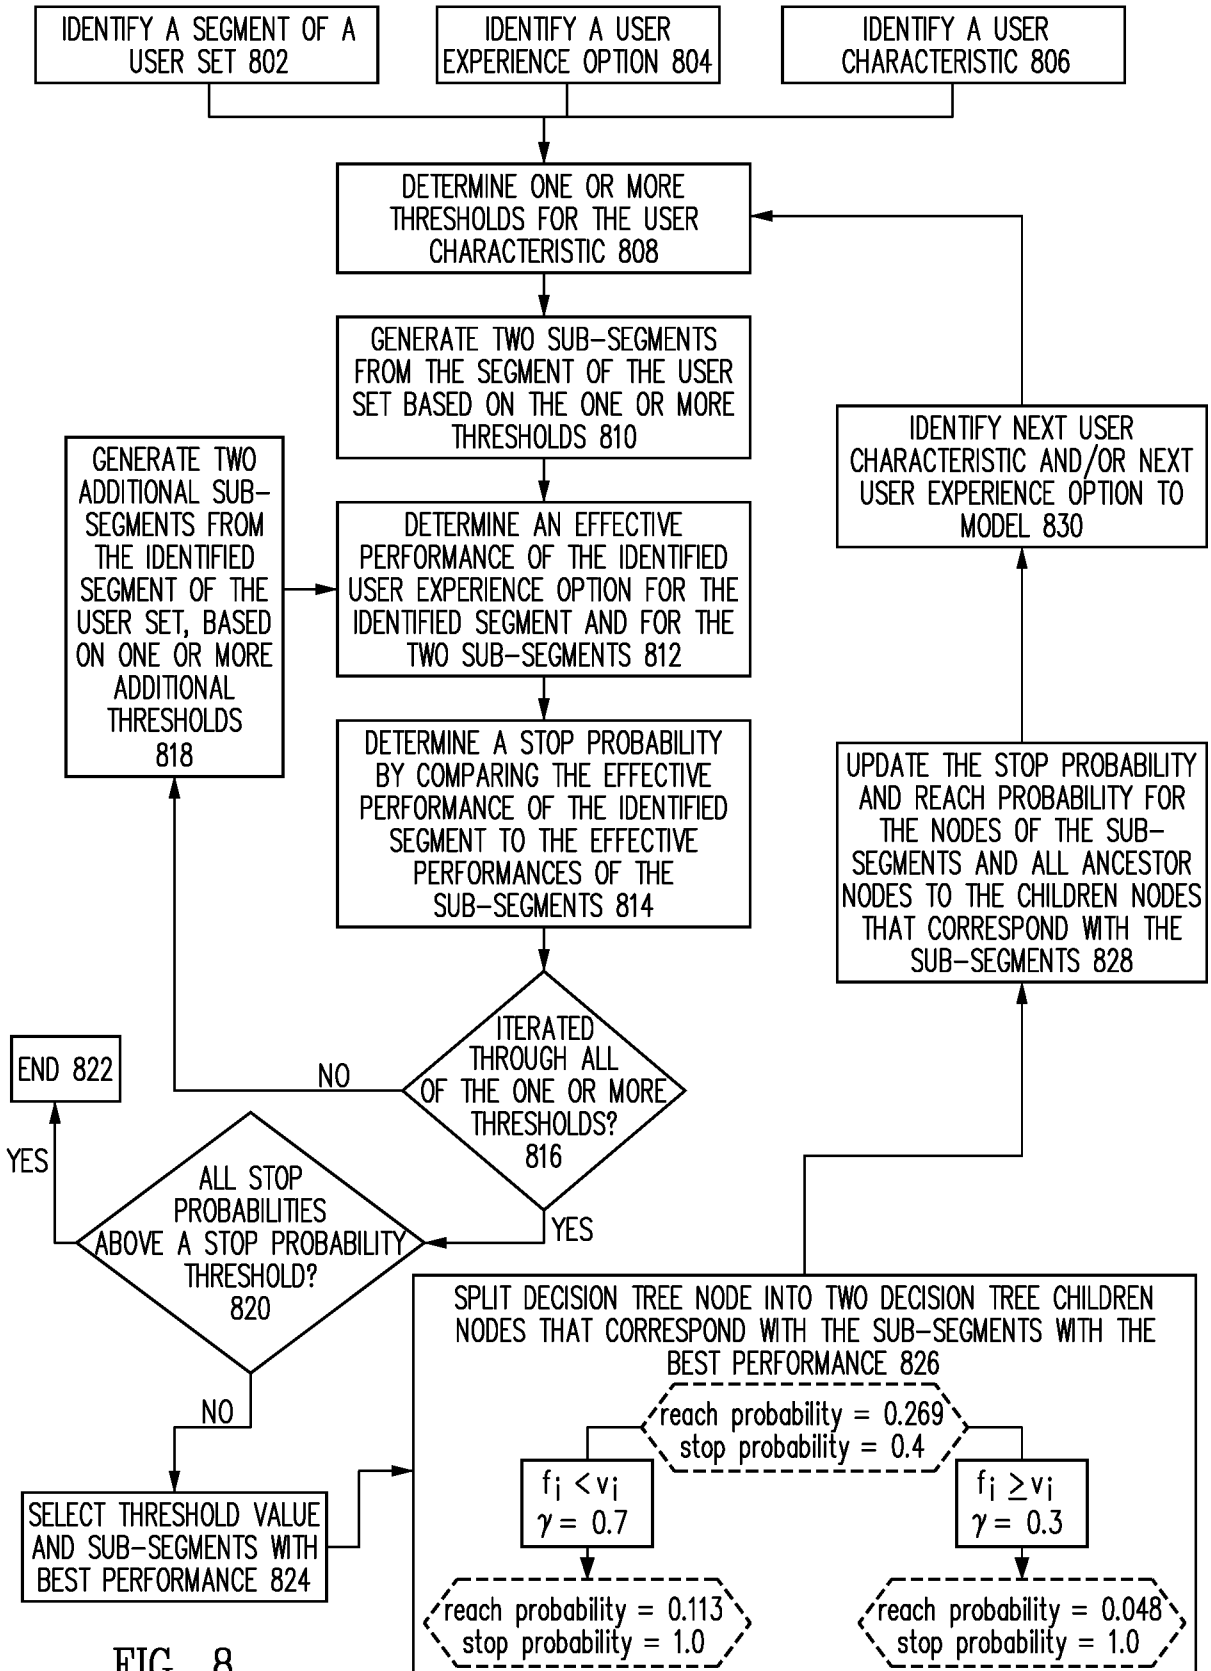 IDENTIFY A SEGMENT OF A
USER SET 802
IDENTIFY A USER
EXPERIENCE OPTION 804
IDENTIFY A USER
CHARACTERISTIC 806
DETERMINE ONE OR MORE
THRESHOLDS FOR THE USER
CHARACTERISTIC 808
GENERATE TWO SUB-SEGMENTS
FROM THE SEGMENT OF THE USER
SET BASED ON THE ONE OR MORE
THRESHOLDS 810
IDENTIFY NEXT USER
CHARACTERISTIC AND/OR NEXT
USER EXPERIENCE OPTION TO
MODEL 830
GENERATE TWO
ADDITIONAL SUB-
SEGMENTS FROM
THE IDENTIFIED
SEGMENT OF THE
USER SET, BASED
ON ONE OR MORE
ADDITIONAL
THRESHOLDS
818
DETERMINE AN EFFECTIVE
PERFORMANCE OF THE IDENTIFIED
USER EXPERIENCE OPTION FOR THE
IDENTIFIED SEGMENT AND FOR THE
TWO SUB-SEGMENTS 812
DETERMINE A STOP PROBABILITY
BY COMPARING THE EFFECTIVE
PERFORMANCE OF THE IDENTIFIED
SEGMENT TO THE EFFECTIVE
PERFORMANCES OF THE
SUB-SEGMENTS 814
UPDATE THE STOP PROBABILITY
AND REACH PROBABILITY FOR
THE NODES OF THE SUB-
SEGMENTS AND ALL ANCESTOR
NODES TO THE CHILDREN NODES
THAT CORRESPOND WITH THE
SUB-SEGMENTS 828
ITERATED
THROUGH ALL
OF THE ONE OR MORE
THRESHOLDS?
816
NO
YES
END 822
YES
ALL STOP
PROBABILITIES
ABOVE A STOP PROBABILITY
THRESHOLD?
820
NO
SELECT THRESHOLD VALUE
AND SUB-SEGMENTS WITH
BEST PERFORMANCE 824
SPLIT DECISION TREE NODE INTO TWO DECISION TREE CHILDREN
NODES THAT CORRESPOND WITH THE SUB-SEGMENTS WITH THE
BEST PERFORMANCE 826
reach probability = 0.269
stop probability = 0.4
fi < vi
γ = 0.7
fi ≥ vi
γ = 0.3
reach probability = 0.113
stop probability = 1.0
reach probability = 0.048
stop probability = 1.0
FIG. 8